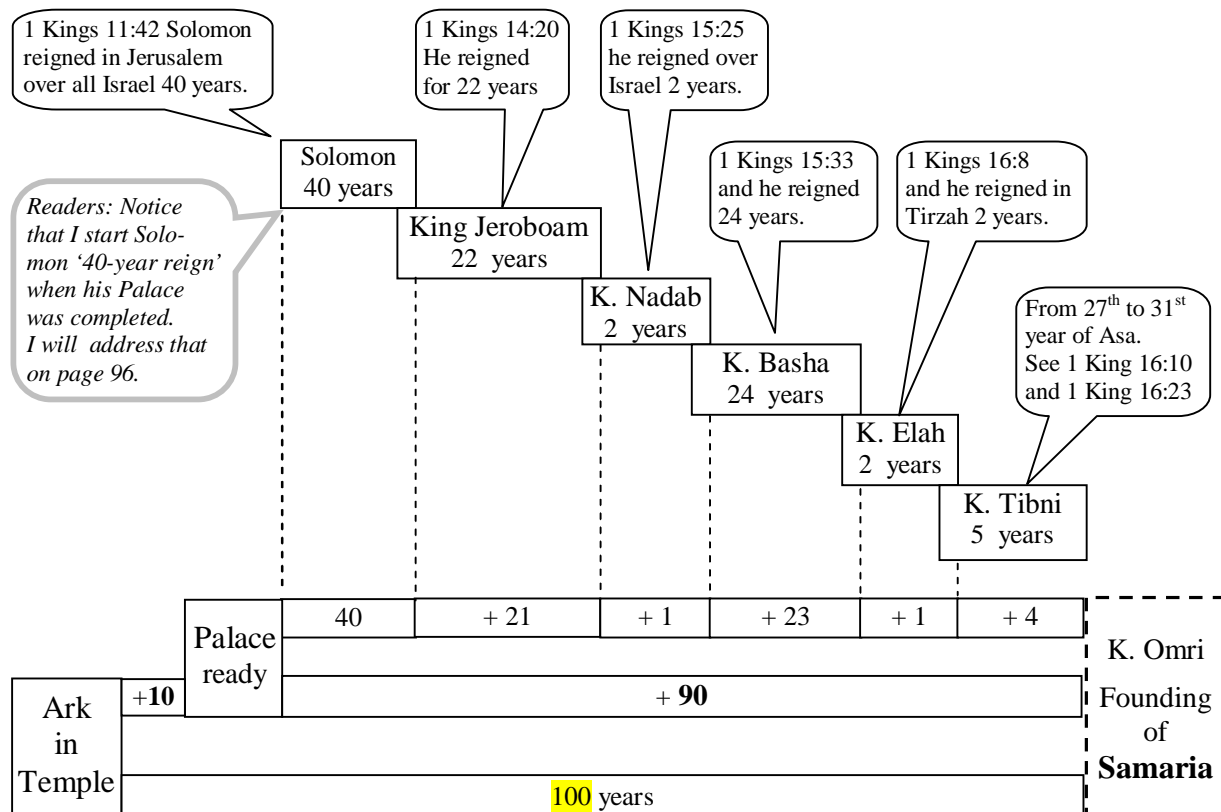 1 Kings 11:42 Solomon
reigned in Jerusalem
over all Israel 40 years.
1 Kings 14:20
He reigned
for 22 years
1 Kings 15:25
he reigned over
Israel 2 years.
Solomon
40 years
1 Kings 15:33
and he reigned
24 years.
1 Kings 16:8
and he reigned in
Tirzah 2 years.
Readers: Notice
that I start Solo-
mon ‘40-year reign’
when his Palace
was completed.
I will address that
on page 96.
King Jeroboam
22 years
K. Nadab
2 years
From 27th to 31st
year of Asa.
See 1 King 16:10
and 1 King 16:23
K. Basha
24 years
K. Elah
2 years
K. Tibni
5 years
40
+ 21
+ 1
+ 23
+ 1
+ 4
Palace
ready
K. Omri
Founding
of
Samaria
+10
+ 90
Ark
in
Temple
100 years